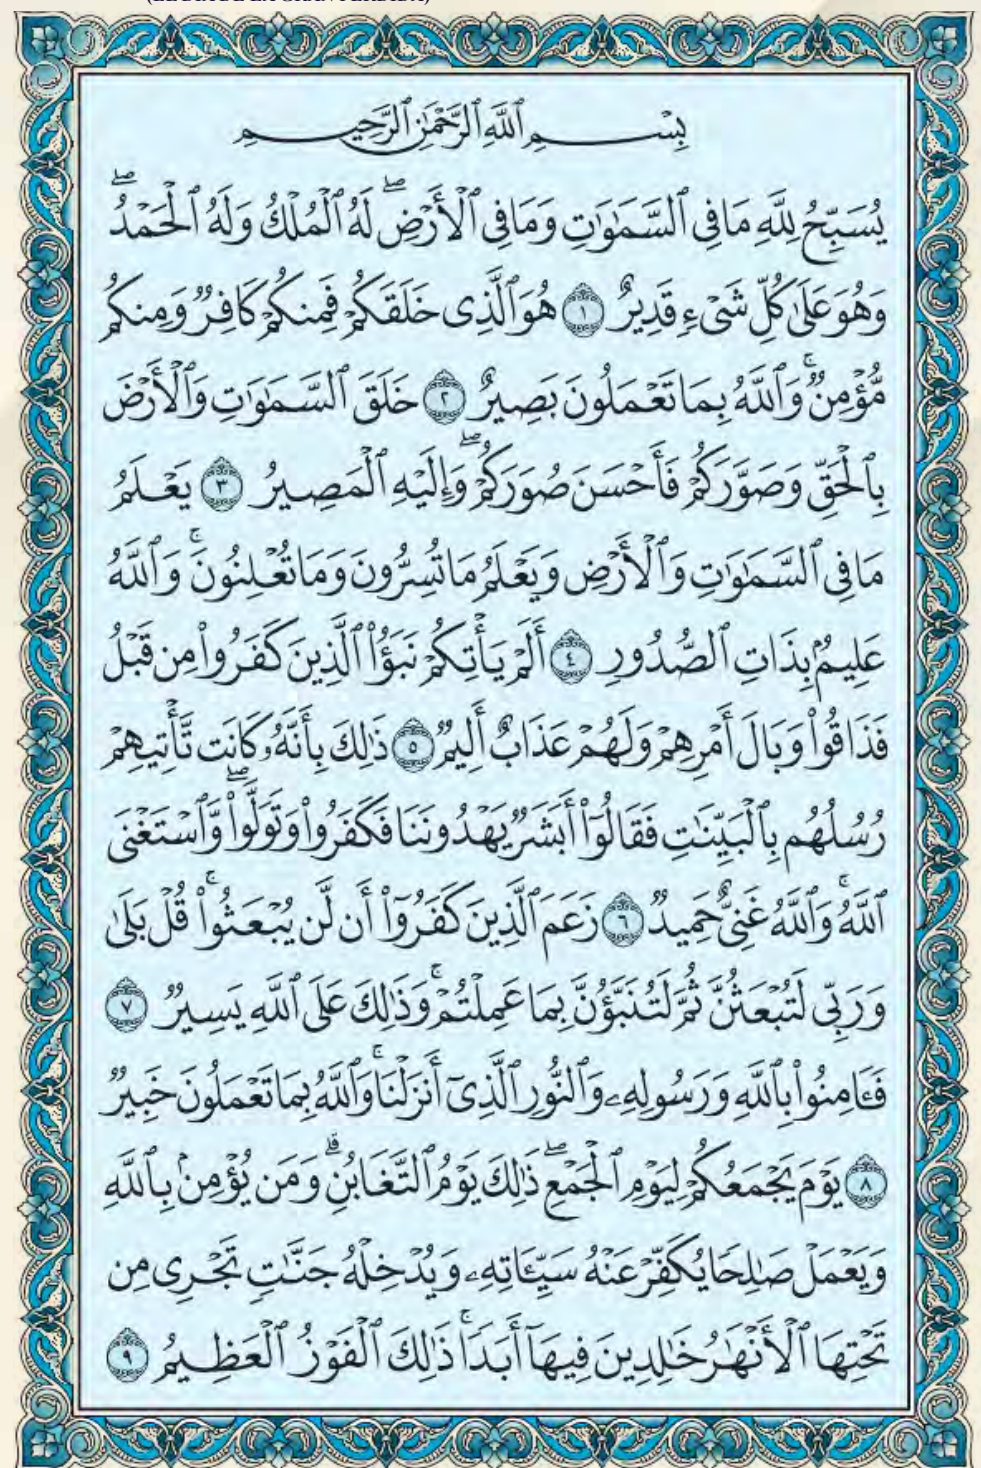 بِسْمِ ٱللَّهِ ٱلرَّحْمَٰنِ ٱلرَّحِيمِ
يُسَبِّحُ لِلَّهِ مَا فِى ٱلسَّمَٰوَٰتِ وَمَا فِى ٱلْأَرْضِۖ لَهُ ٱلْمُلْكُ وَلَهُ ٱلْحَمْدُۖ
وَهُوَ عَلَىٰ كُلِّ شَىْءٍ قَدِيرٌ ١ هُوَ ٱلَّذِى خَلَقَكُمْ فَمِنكُمْ كَافِرٌ وَمِنكُم
مُّؤْمِنٌۚ وَٱللَّهُ بِمَا تَعْمَلُونَ بَصِيرٌ ٢ خَلَقَ ٱلسَّمَٰوَٰتِ وَٱلْأَرْضَ
بِٱلْحَقِّ وَصَوَّرَكُمْ فَأَحْسَنَ صُوَرَكُمْۖ وَإِلَيْهِ ٱلْمَصِيرُ ٣ يَعْلَمُ
مَا فِى ٱلسَّمَٰوَٰتِ وَٱلْأَرْضِ وَيَعْلَمُ مَا تُسِرُّونَ وَمَا تُعْلِنُونَۚ وَٱللَّهُ
عَلِيمٌۢ بِذَاتِ ٱلصُّدُورِ ٤ أَلَمْ يَأْتِكُمْ نَبَؤُا۟ ٱلَّذِينَ كَفَرُوا۟ مِن قَبْلُ
فَذَاقُوا۟ وَبَالَ أَمْرِهِمْ وَلَهُمْ عَذَابٌ أَلِيمٌ ٥ ذَٰلِكَ بِأَنَّهُۥ كَانَت تَّأْتِيهِمْ
رُسُلُهُم بِٱلْبَيِّنَٰتِ فَقَالُوٓا۟ أَبَشَرٌ يَهْدُونَنَا فَكَفَرُوا۟ وَتَوَلَّوا۟ۖ وَّٱسْتَغْنَى
ٱللَّهُۚ وَٱللَّهُ غَنِىٌّ حَمِيدٌ ٦ زَعَمَ ٱلَّذِينَ كَفَرُوٓا۟ أَن لَّن يُبْعَثُوا۟ۚ قُلْ بَلَىٰ
وَرَبِّى لَتُبْعَثُنَّ ثُمَّ لَتُنَبَّؤُنَّ بِمَا عَمِلْتُمْۚ وَذَٰلِكَ عَلَى ٱللَّهِ يَسِيرٌ ٧
فَـَٔامِنُوا۟ بِٱللَّهِ وَرَسُولِهِۦ وَٱلنُّورِ ٱلَّذِىٓ أَنزَلْنَاۚ وَٱللَّهُ بِمَا تَعْمَلُونَ خَبِيرٌ
٨ يَوْمَ يَجْمَعُكُمْ لِيَوْمِ ٱلْجَمْعِۖ ذَٰلِكَ يَوْمُ ٱلتَّغَابُنِۗ وَمَن يُؤْمِنۢ بِٱللَّهِ
وَيَعْمَلْ صَٰلِحًا يُكَفِّرْ عَنْهُ سَيِّـَٔاتِهِۦ وَيُدْخِلْهُ جَنَّٰتٍ تَجْرِى مِن
تَحْتِهَا ٱلْأَنْهَٰرُ خَٰلِدِينَ فِيهَآ أَبَدًاۚ ذَٰلِكَ ٱلْفَوْزُ ٱلْعَظِيمُ ٩